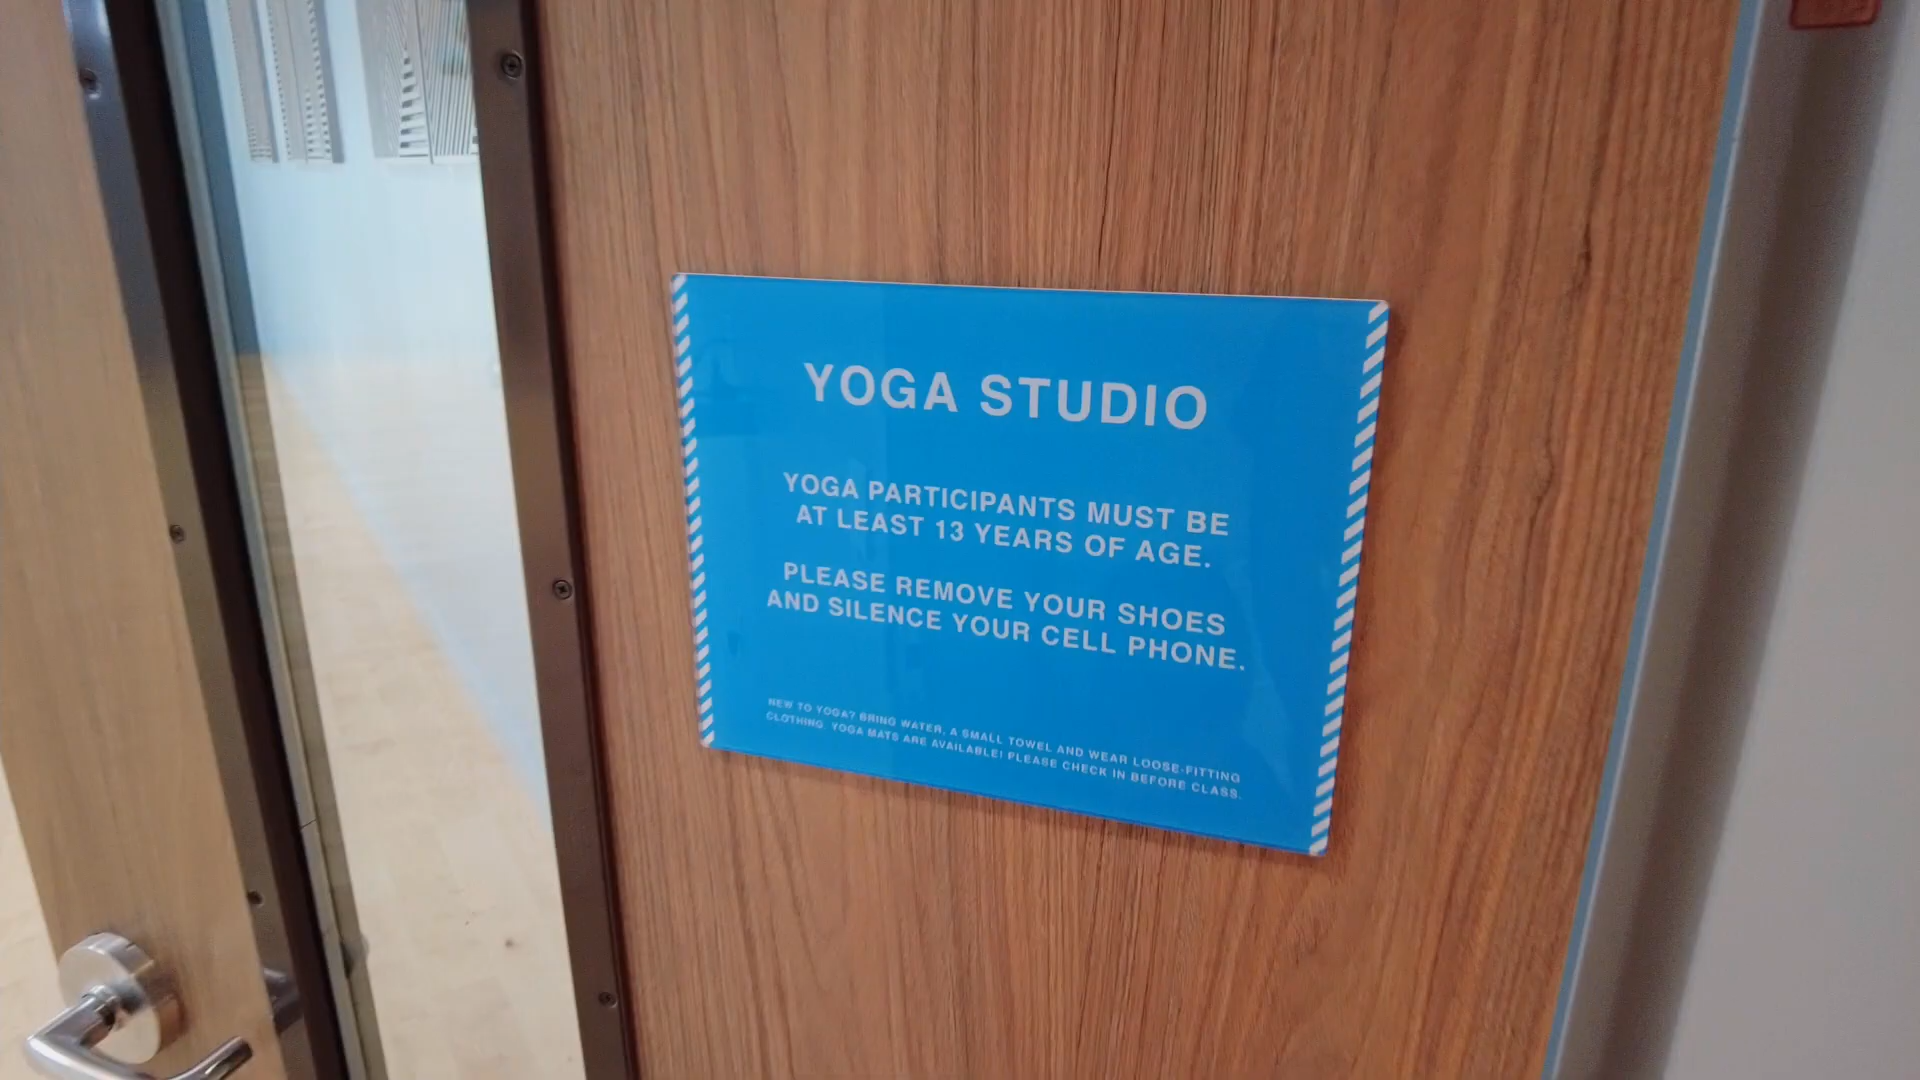 YOGA STUDIO
YOGA PARTICIPANTS MUST BE
AT LEAST 13 YEARS OF AGE.
PLEASE REMOVE YOUR SHOES
AND SILENCE YOUR CELL PHONE.
NEW TO YOGA? BRING WATER, A SMALL TOWEL AND WEAR LOOSE-FITTING
CLOTHING. YOGA MATS ARE AVAILABLE! PLEASE CHECK IN BEFORE CLASS.